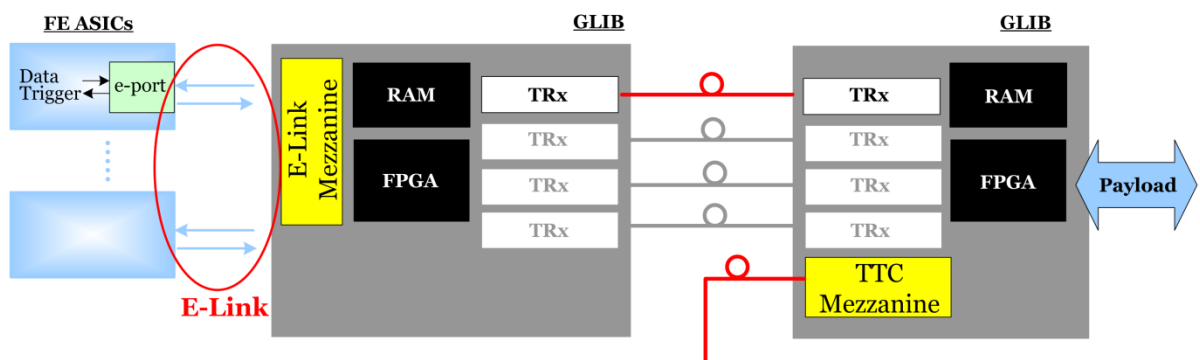 FE ASICs
GLIB
GLIB
Data
Trigger
e-port
E-Link
Mezzanine
RAM
FPGA
TRx
TRx
TRx
TRx
TRx
TRx
TRx
TRx
RAM
FPGA
Payload
TTC
Mezzanine
E-Link